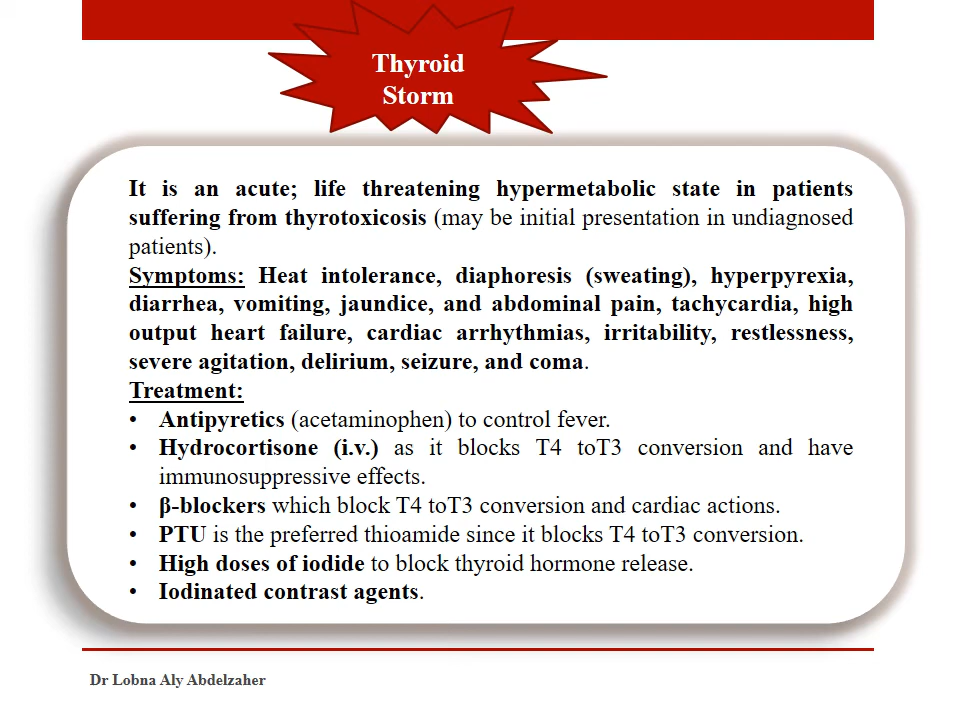 Thyroid
Storm
It is an acute; life threatening hypermetabolic state in patients
suffering from thyrotoxicosis (may be initial presentation in undiagnosed
patients).
Symptoms: Heat intolerance, diaphoresis (sweating), hyperpyrexia,
diarrhea, vomiting, jaundice, and abdominal pain, tachycardia, high
output heart failure, cardiac arrhythmias, irritability, restlessness,
severe agitation, delirium, seizure, and coma.
Treatment:
• Antipyretics (acetaminophen) to control fever.
• Hydrocortisone (i.v.) as it blocks T4 toT3 conversion and have
immunosuppressive effects.
• β-blockers which block T4 toT3 conversion and cardiac actions.
• PTU is the preferred thioamide since it blocks T4 toT3 conversion.
• High doses of iodide to block thyroid hormone release.
• Iodinated contrast agents.
Dr Lobna Aly Abdelzaher